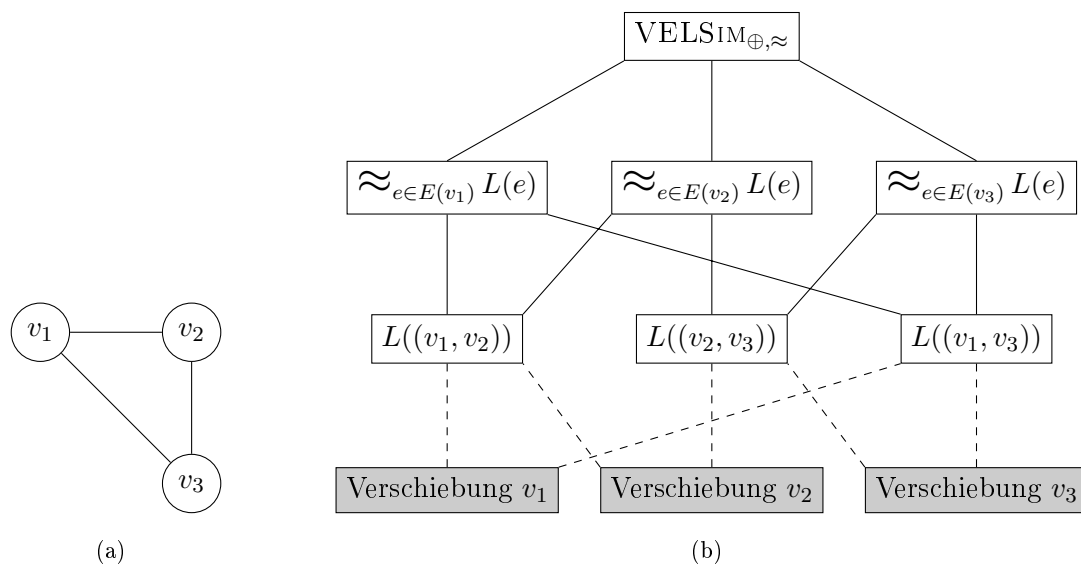 VELSIM⊕,≈
≈e∈E(v1) L(e)
≈e∈E(v2) L(e)
≈e∈E(v3) L(e)
v1
v2
v3
L((v1, v2))
L((v2, v3))
L((v1, v3))
Verschiebung v1
Verschiebung v2
Verschiebung v3
(a)
(b)